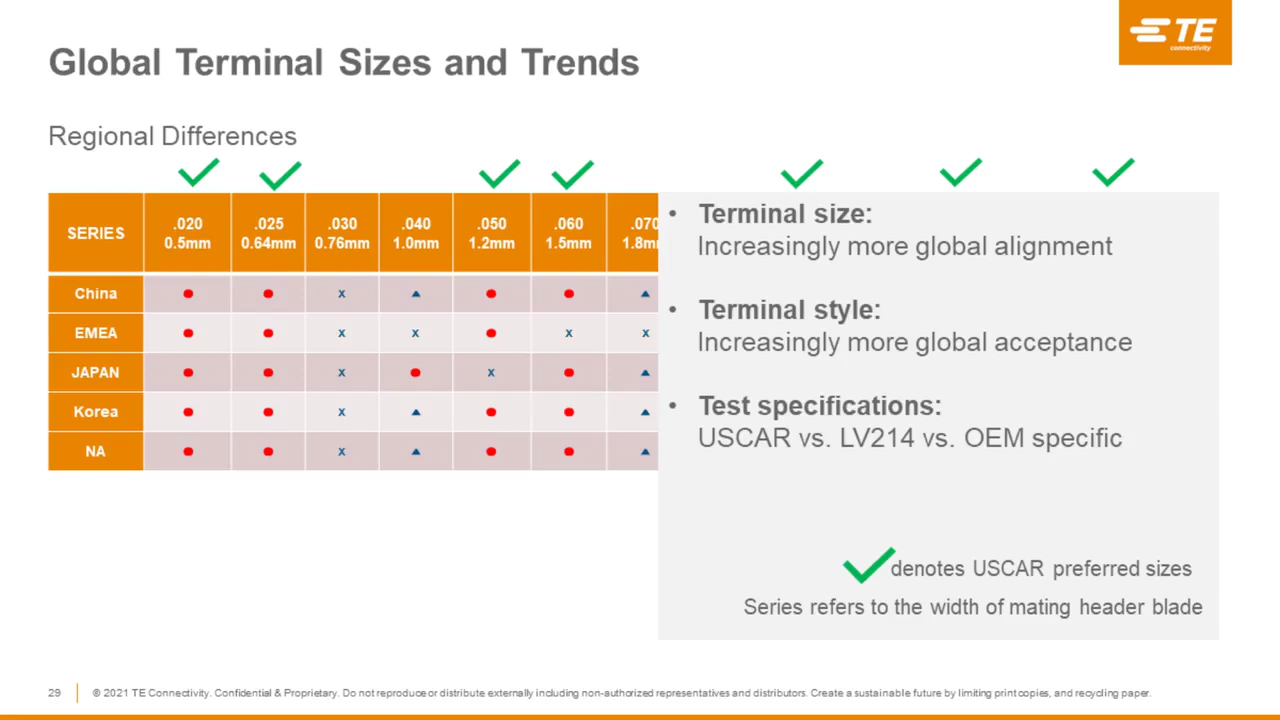 TE
connectivity
Global Terminal Sizes and Trends
Regional Differences
SERIES .020 .025 .030 .040 .050 .060 .070
0.5mm 0.64mm 0.76mm 1.0mm 1.2mm 1.5mm
China x
EMEA x x x x
JAPAN x x
Korea x
NA x
• Terminal size:
Increasingly more global alignment
• Terminal style:
Increasingly more global acceptance
• Test specifications:
USCAR vs. LV214 vs. OEM specific
denotes USCAR preferred sizes
Series refers to the width of mating header blade
29 © 2021 TE Connectivity. Confidential & Proprietary. Do not reproduce or distribute externally including non-authorized representatives and distributors. Create a sustainable future by limiting print copies, and recycling paper.